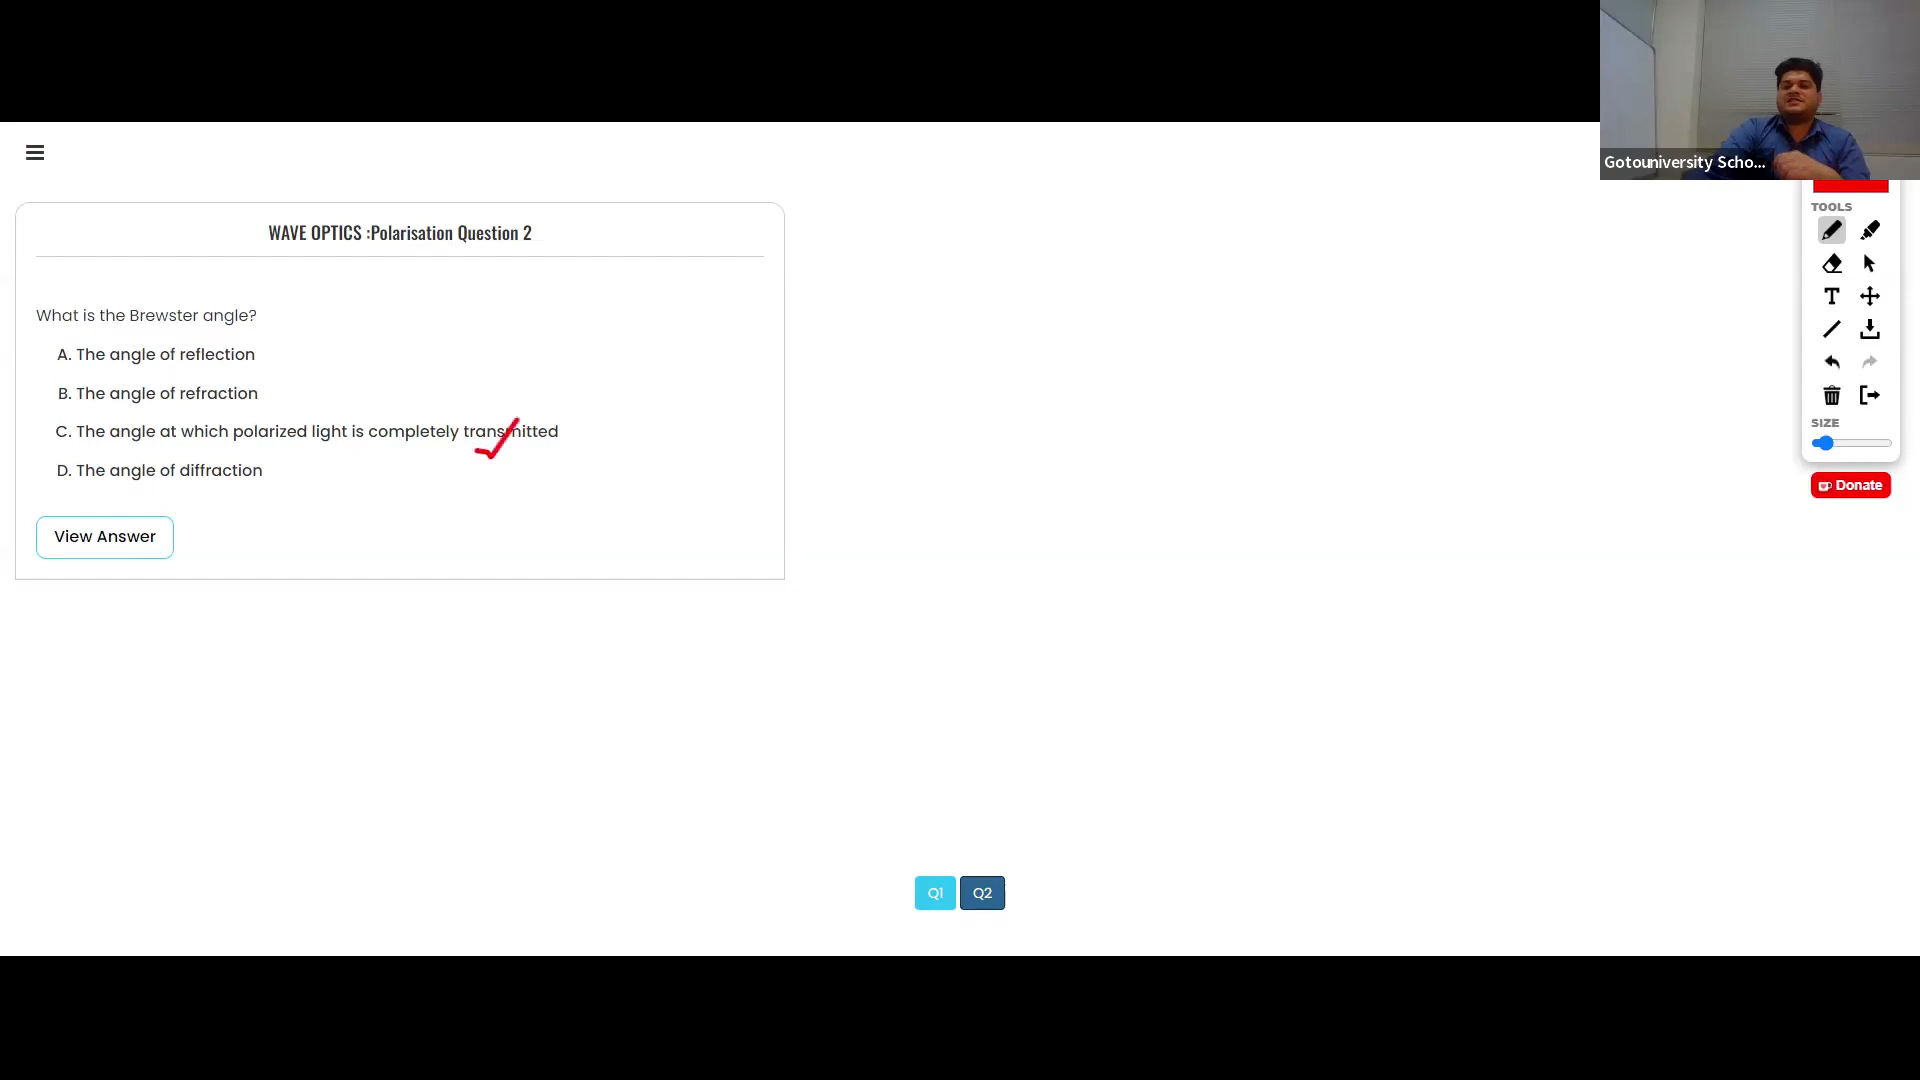 Gotouniversity Scho...
WAVE OPTICS :Polarisation Question 2
What is the Brewster angle?
A. The angle of reflection
B. The angle of refraction
C. The angle at which polarized light is completely transmitted
D. The angle of diffraction
View Answer
TOOLS
T
SIZE
Donate
Q1 Q2